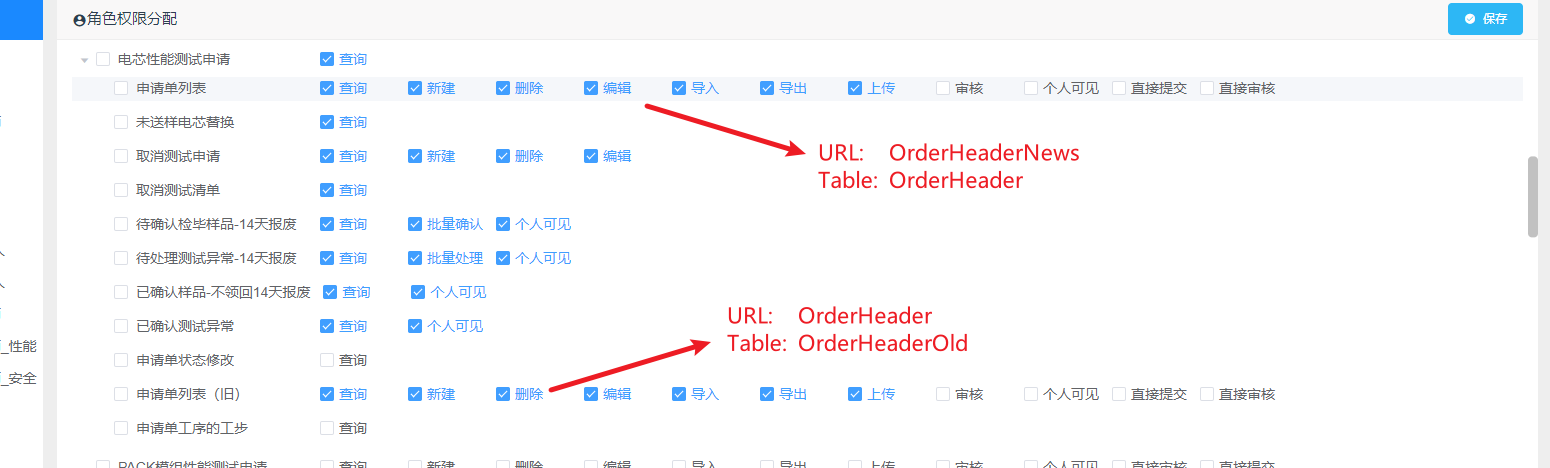 角色权限分配 保存
电芯性能测试申请 查询
申请单列表 查询 新建 删除 编辑 导入 导出 上传 审核 个人可见 直接提交 直接审核
未送样电芯替换 查询
URL: OrderHeaderNews
取消测试申请 查询 新建 删除 编辑
Table: OrderHeader
取消测试清单 查询
待确认检毕样品-14天报废 查询 批量确认 个人可见
待处理测试异常-14天报废 查询 批量处理 个人可见
已确认样品-不领回14天报废 查询 个人可见
URL: OrderHeader
已确认测试异常 查询 个人可见
Table: OrderHeaderOld
_性能
申请单状态修改 查询
_安全
申请单列表（旧） 查询 新建 删除 编辑 导入 导出 上传 审核 个人可见 直接提交 直接审核
申请单工序的工步 查询
PACK模组性能测试申请 查询 新建 删除 编辑 导入 导出 上传 审核 个人可见 直接审核 直接提交